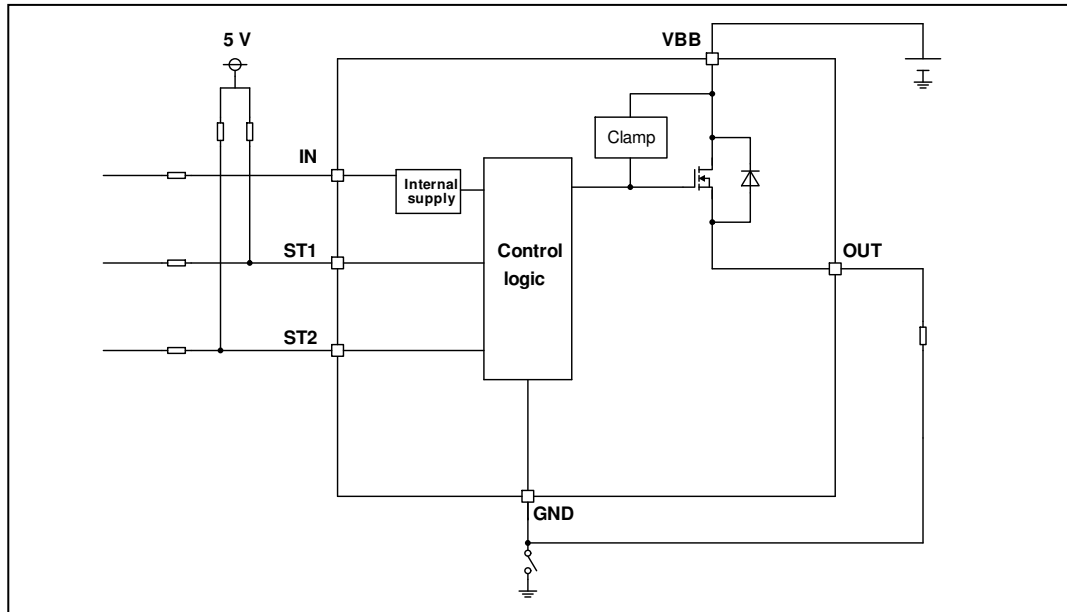 5 V
VBB
Clamp
IN
Internal
supply
ST1
Control
logic
OUT
ST2
GND